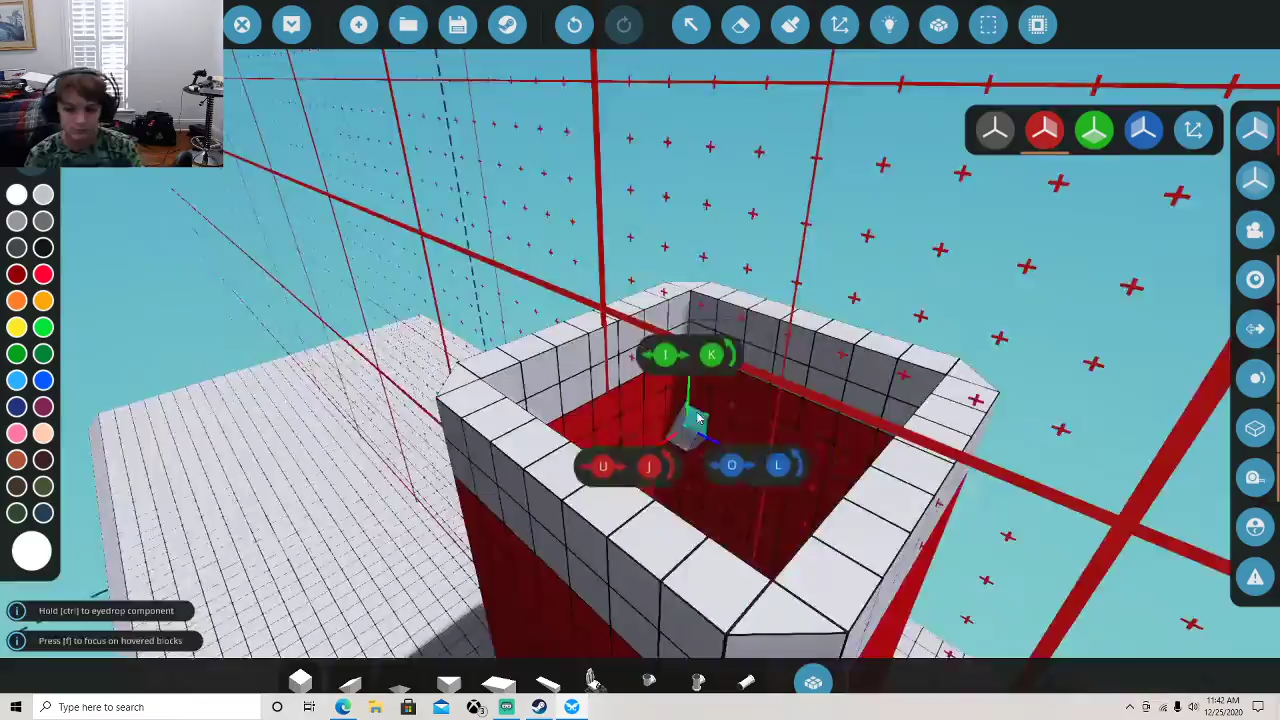 I K
U J
O L
Hold [ctrl] to eyedrop component
Press [f] to focus on hovered blocks
Type here to search
3
11:42 AM
12/25/2020